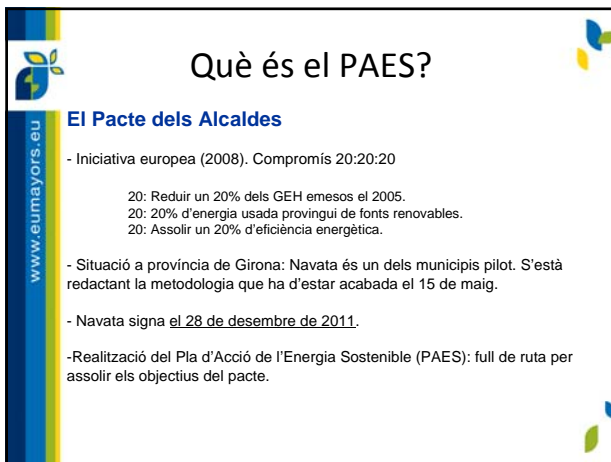 Què és el PAES?
El Pacte dels Alcaldes
- Iniciativa europea (2008). Compromís 20:20:20
20: Reduir un 20% dels GEH emesos el 2005.
20: 20% d'energia usada provingui de fonts renovables.
20: Assolir un 20% d'eficiència energètica.
- Situació a província de Girona: Navata és un dels municipis pilot. S'està
redactant la metodologia que ha d'estar acabada el 15 de maig.
- Navata signa el 28 de desembre de 2011.
-Realització del Pla d'Acció de l'Energia Sostenible (PAES): full de ruta per
assolir els objectius del pacte.
www.eumayors.eu